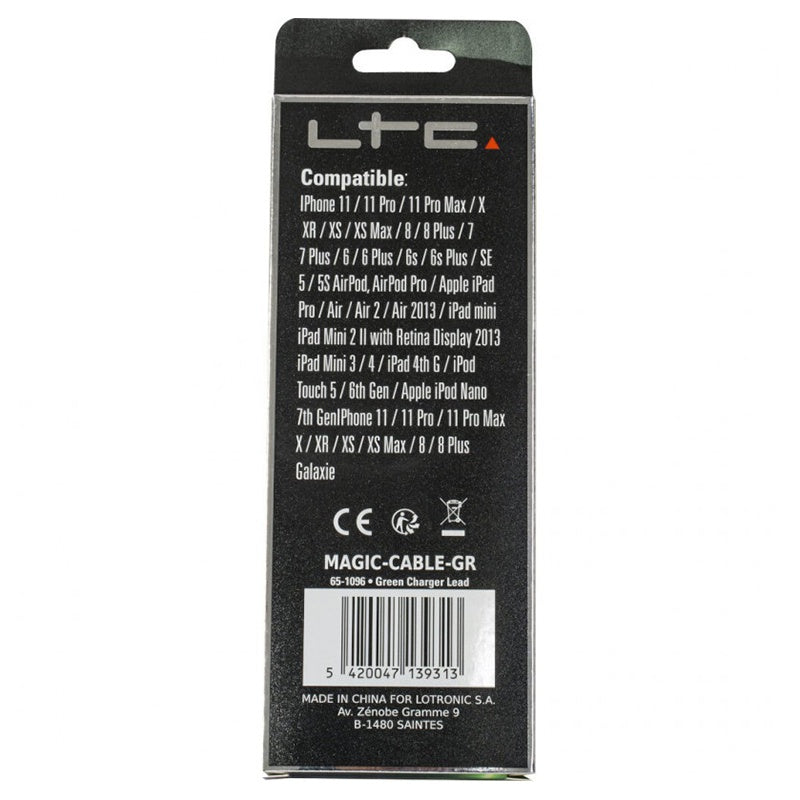 LTC
Compatible:
IPhone 11 / 11 Pro / 11 Pro Max / X
XR / XS / XS Max / 8 / 8 Plus / 7
7 Plus / 6 / 6 Plus / 6s / 6s Plus / SE
5 / 5S AirPod, AirPod Pro / Apple iPad
Pro / Air / Air 2 / Air 2013 / iPad mini
iPad Mini 2 II with Retina Display 2013
iPad Mini 3 / 4 / iPad 4th G / iPod
Touch 5 / 6th Gen / Apple iPod Nano
7th GenIPhone 11 / 11 Pro / 11 Pro Max
X / XR / XS / XS Max / 8 / 8 Plus
Galaxie
CE
MAGIC-CABLE-GR
65-1096 • Green Charger Lead
5 420047 139313
MADE IN CHINA FOR LOTRONIC S.A.
Av. Zénobe Gramme 9
B-1480 SAINTES